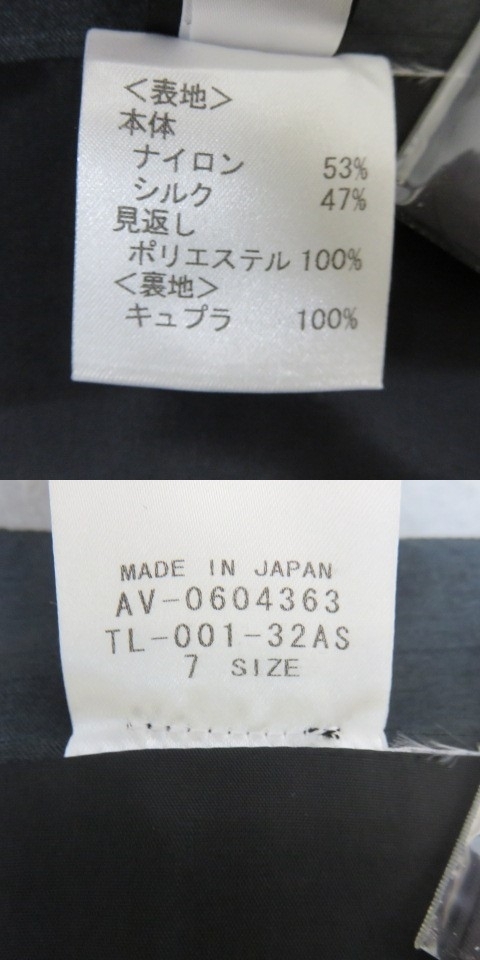 ＜表地＞
本体
ナイロン 53%
シルク 47%
見返し
ポリエステル 100%
＜裏地＞
キュプラ 100%
MADE IN JAPAN
AV-0604363
TL-001-32AS
7 SIZE